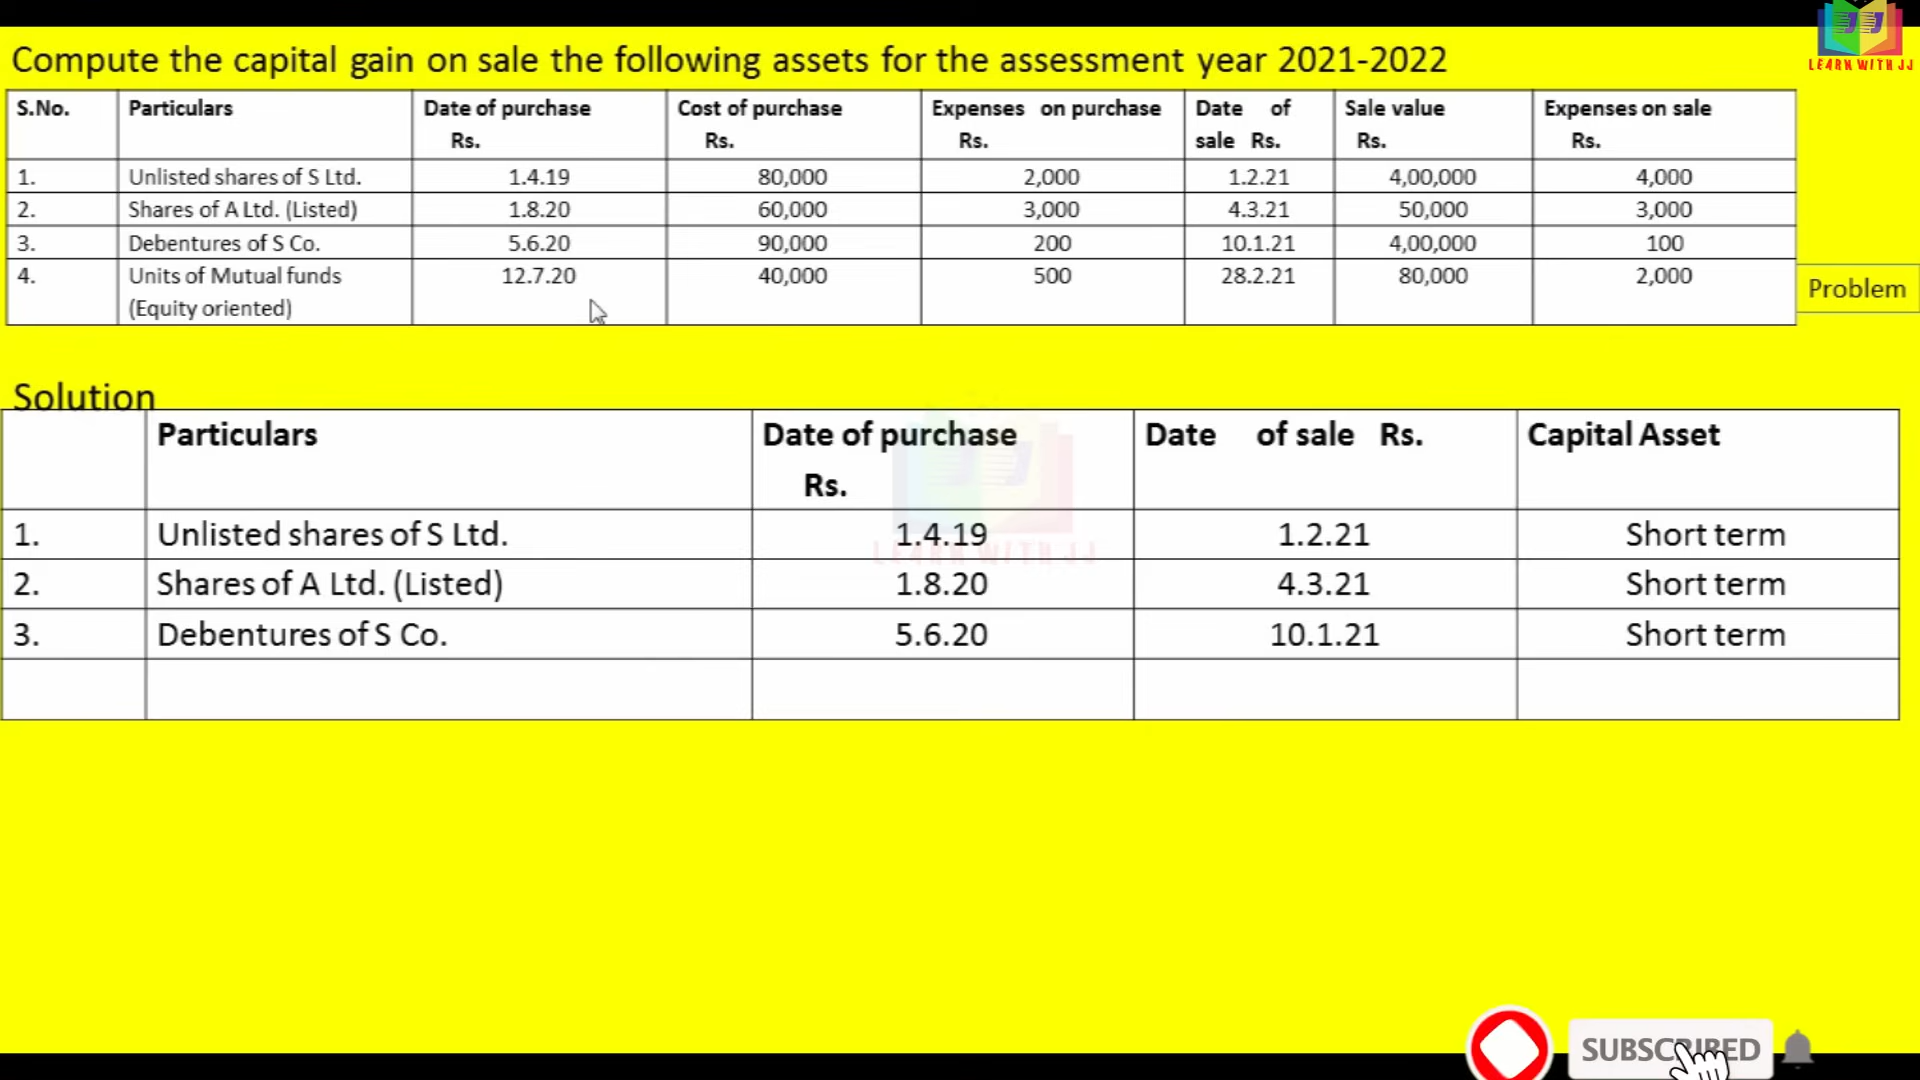 LEARN WITH JJ
Compute the capital gain on sale the following assets for the assessment year 2021-2022
S.No. Particulars Date of purchase Rs. Cost of purchase Rs. Expenses on purchase Rs. Date of sale Rs. Sale value Rs. Expenses on sale Rs.
1. Unlisted shares of S Ltd. 1.4.19 80,000 2,000 1.2.21 4,00,000 4,000
2. Shares of A Ltd. (Listed) 1.8.20 60,000 3,000 4.3.21 50,000 3,000
3. Debentures of S Co. 5.6.20 90,000 200 10.1.21 4,00,000 100
4. Units of Mutual funds (Equity oriented) 12.7.20 40,000 500 28.2.21 80,000 2,000
Problem
Solution
Particulars Date of purchase Rs. Date of sale Rs. Capital Asset
1. Unlisted shares of S Ltd. 1.4.19 1.2.21 Short term
2. Shares of A Ltd. (Listed) 1.8.20 4.3.21 Short term
3. Debentures of S Co. 5.6.20 10.1.21 Short term
LEARN WITH JJ
SUBSCRIBED